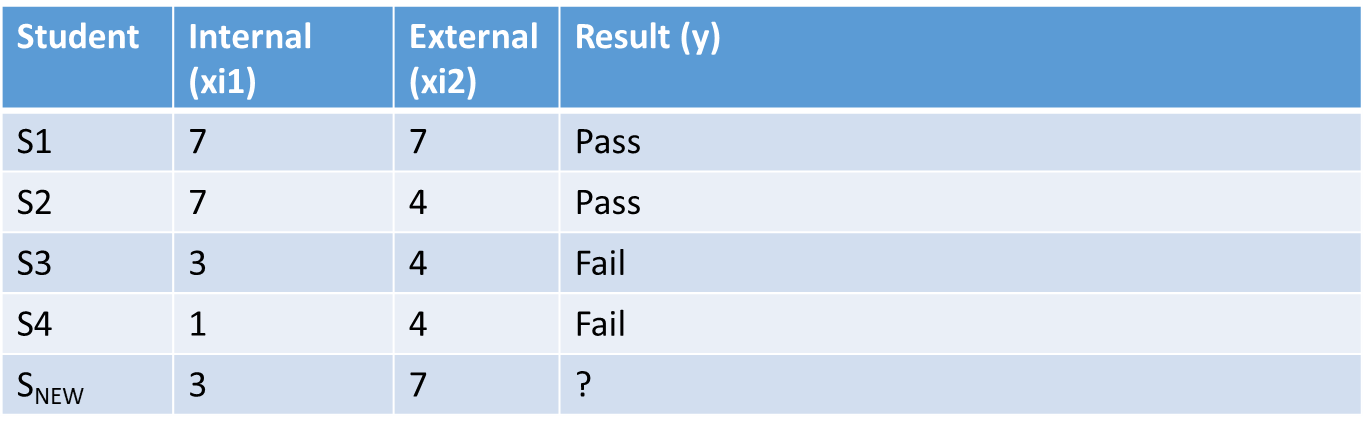 Student Internal (xi1) External (xi2) Result (y)
S1 7 7 Pass
S2 7 4 Pass
S3 3 4 Fail
S4 1 4 Fail
SNEW 3 7 ?